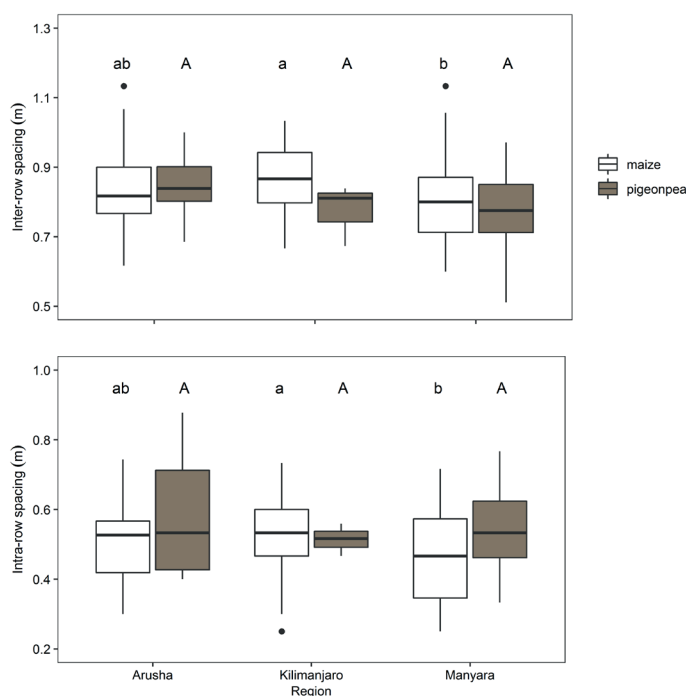 1.3
ab A a A b A
1.1
0.9
0.7
0.5
Inter-row spacing (m)
maize
pigeonpea
1.0
ab A a A b A
0.8
0.6
0.4
0.2
Intra-row spacing (m)
Arusha Kilimanjaro Manyara
Region